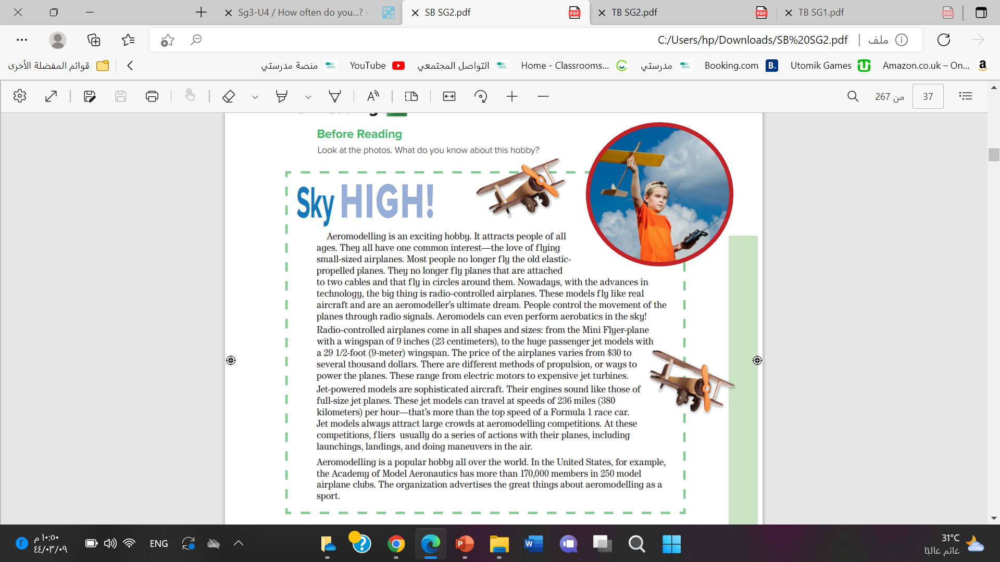 Sg3-U4 / How often do you...? -
SB SG2.pdf
TB SG2.pdf
TB SG1.pdf
C:/Users/hp/Downloads/SB%20SG2.pdf
ملف
قوائم المفضلة الأخرى
منصة مدرستي
YouTube
التواصل المجتمعي
Home - Classrooms...
مدرستي
Booking.com
Utomik Games
Amazon.co.uk – On...
من 267
37
Before Reading
Look at the photos. What do you know about this hobby?
Sky HIGH!
Aeromodelling is an exciting hobby. It attracts people of all
ages. They all have one common interest—the love of flying
small-sized airplanes. Most people no longer fly the old elastic-
propelled planes. They no longer fly planes that are attached
to two cables and that fly in circles around them. Nowadays, with the advances in
technology, the big thing is radio-controlled airplanes. These models fly like real
aircraft and are an aeromodeller's ultimate dream. People control the movement of the
planes through radio signals. Aeromodels can even perform aerobatics in the sky!
Radio-controlled airplanes come in all shapes and sizes: from the Mini Flyer-plane
with a wingspan of 9 inches (23 centimeters), to the huge passenger jet models with
a 29 1/2-foot (9-meter) wingspan. The price of the airplanes varies from $30 to
several thousand dollars. There are different methods of propulsion, or ways to
power the planes. These range from electric motors to expensive jet turbines.
Jet-powered models are sophisticated aircraft. Their engines sound like those of
full-size jet planes. These jet models can travel at speeds of 236 miles (380
kilometers) per hour—that's more than the top speed of a Formula 1 race car.
Jet models always attract large crowds at aeromodelling competitions. At these
competitions, fliers usually do a series of actions with their planes, including
launchings, landings, and doing maneuvers in the air.
Aeromodelling is a popular hobby all over the world. In the United States, for example,
the Academy of Model Aeronautics has more than 170,000 members in 250 model
airplane clubs. The organization advertises the great things about aeromodelling as a
sport.
١٠:٥٠ م
٤٤/٠٣/٠٩
ENG
31°C
غائم غالبًا